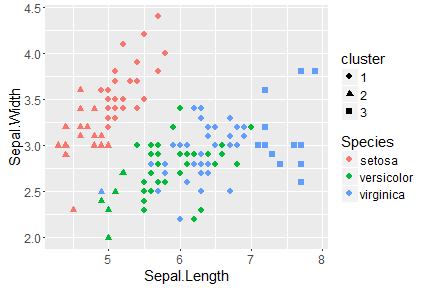 4.5
4.0
3.5
3.0
2.5
2.0
Sepal.Width
5
6
7
8
Sepal.Length
cluster
1
2
3
Species
setosa
versicolor
virginica